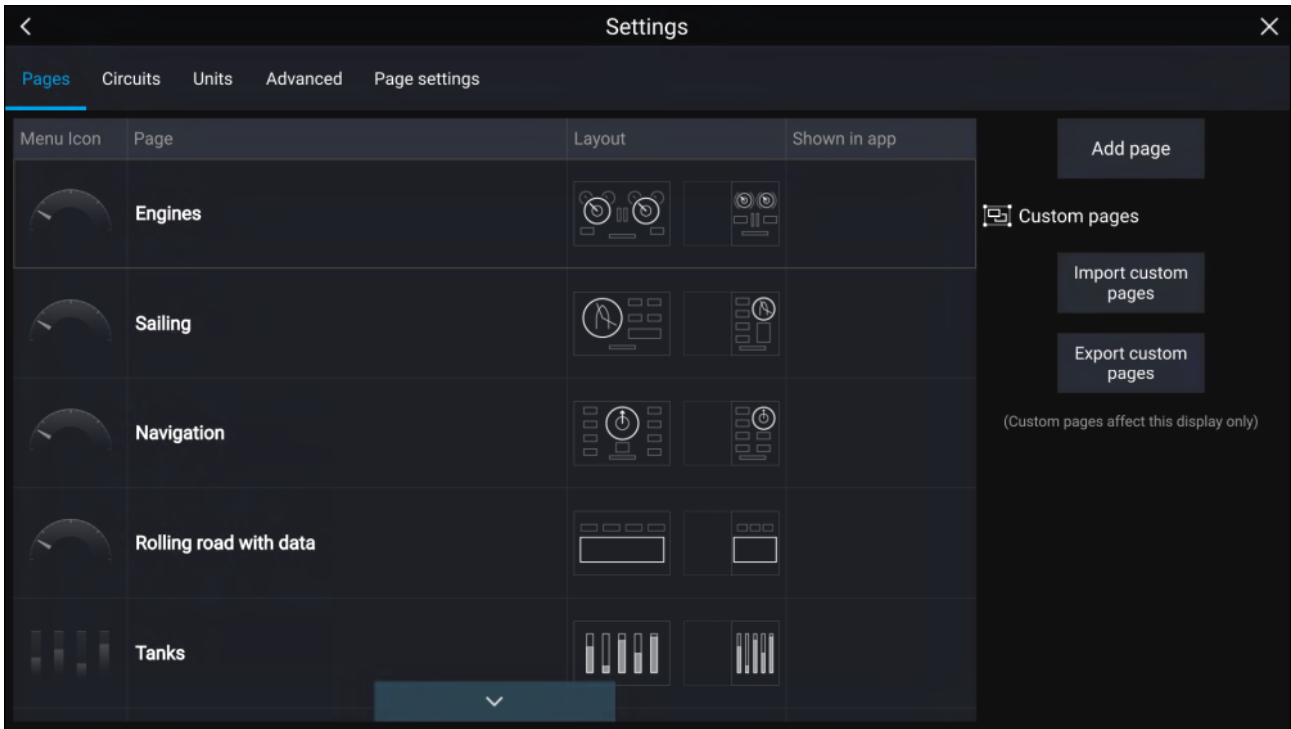 Settings
Pages Circuits Units Advanced Page settings
Menu Icon Page Layout Shown in app
Engines
Sailing
Navigation
Rolling road with data
Tanks
Add page
Custom pages
Import custom
pages
Export custom
pages
(Custom pages affect this display only)